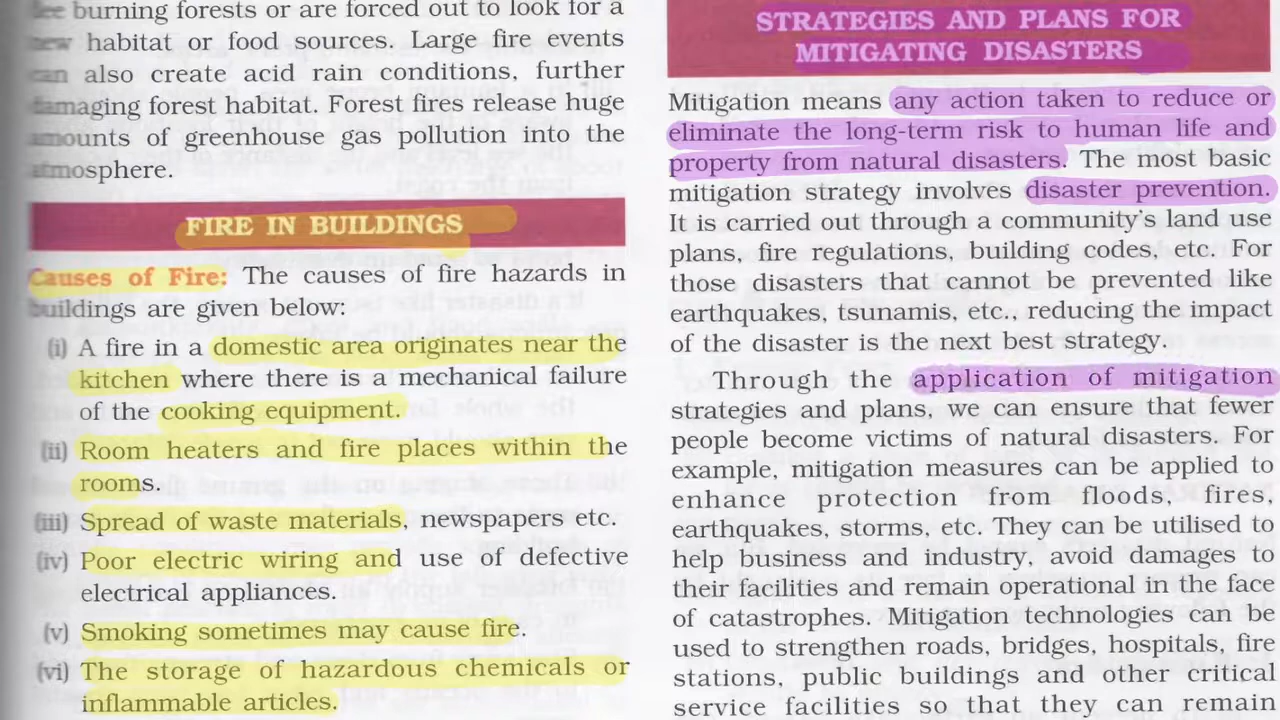 fee burning forests or are forced out to look for a
new habitat or food sources. Large fire events
can also create acid rain conditions, further
damaging forest habitat. Forest fires release huge
amounts of greenhouse gas pollution into the
atmosphere.
FIRE IN BUILDINGS
Causes of Fire: The causes of fire hazards in
buildings are given below:
(i) A fire in a domestic area originates near the
kitchen where there is a mechanical failure
of the cooking equipment.
(ii) Room heaters and fire places within the
rooms.
(iii) Spread of waste materials, newspapers etc.
(iv) Poor electric wiring and use of defective
electrical appliances.
(v) Smoking sometimes may cause fire.
(vi) The storage of hazardous chemicals or
inflammable articles.
STRATEGIES AND PLANS FOR
MITIGATING DISASTERS
Mitigation means any action taken to reduce or
eliminate the long-term risk to human life and
property from natural disasters. The most basic
mitigation strategy involves disaster prevention.
It is carried out through a community's land use
plans, fire regulations, building codes, etc. For
those disasters that cannot be prevented like
earthquakes, tsunamis, etc., reducing the impact
of the disaster is the next best strategy.
Through the application of mitigation
strategies and plans, we can ensure that fewer
people become victims of natural disasters. For
example, mitigation measures can be applied to
enhance protection from floods, fires,
earthquakes, storms, etc. They can be utilised to
help business and industry, avoid damages to
their facilities and remain operational in the face
of catastrophes. Mitigation technologies can be
used to strengthen roads, bridges, hospitals, fire
stations, public buildings and other critical
service facilities so that they can remain